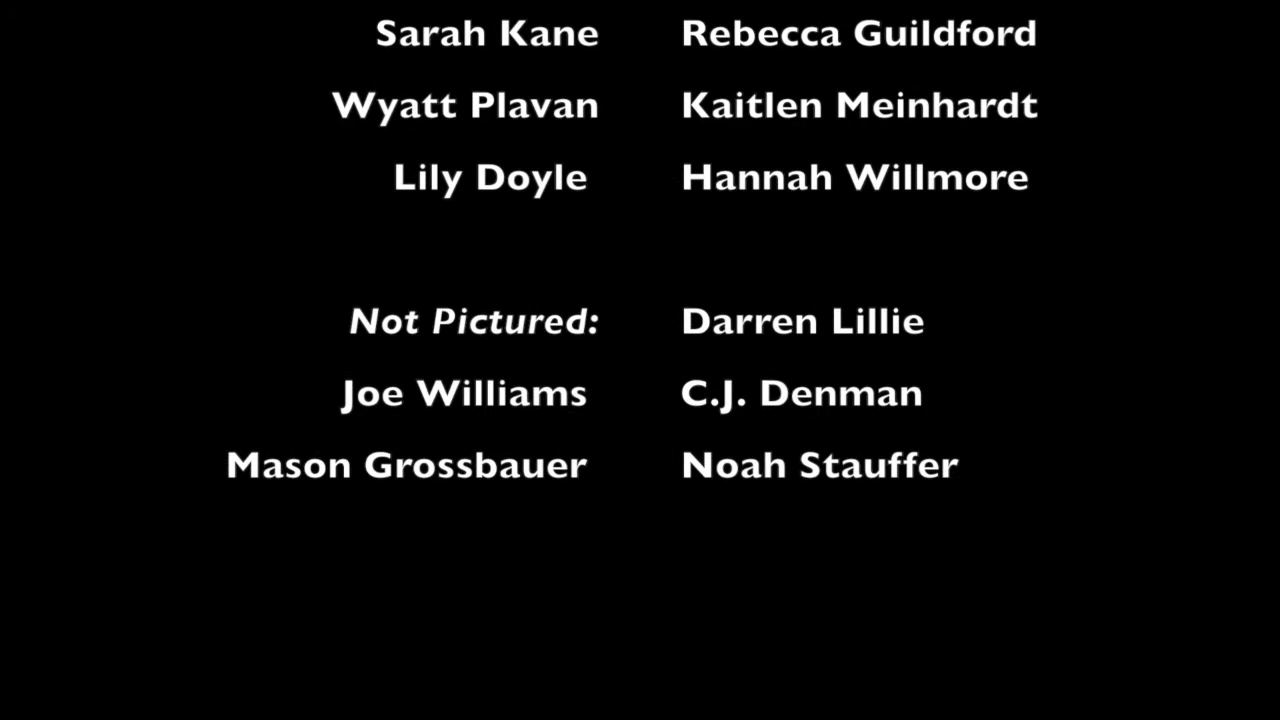 Sarah Kane Rebecca Guildford
Wyatt Plavan Kaitlen Meinhardt
Lily Doyle Hannah Willmore
Not Pictured: Darren Lillie
Joe Williams C.J. Denman
Mason Grossbauer Noah Stauffer